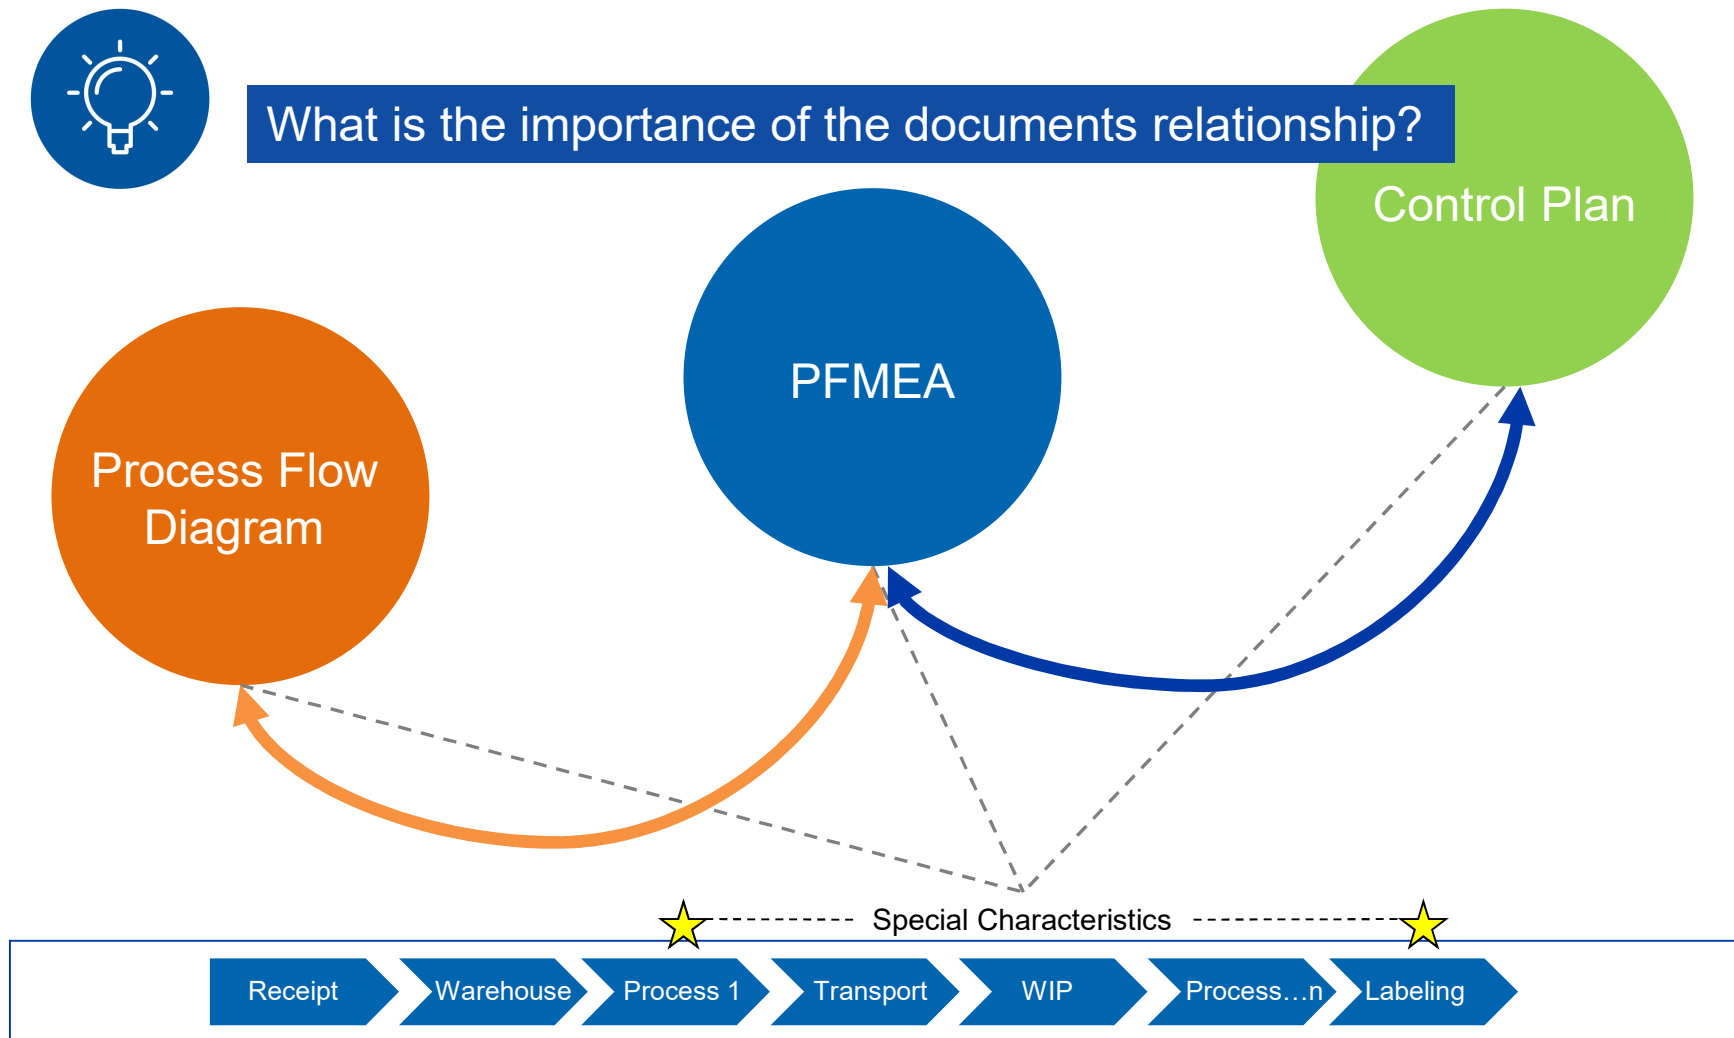 What is the importance of the documents relationship?
Control Plan
PFMEA
Process Flow
Diagram
Special Characteristics
Receipt
Warehouse
Process 1
Transport
WIP
Process…n
Labeling